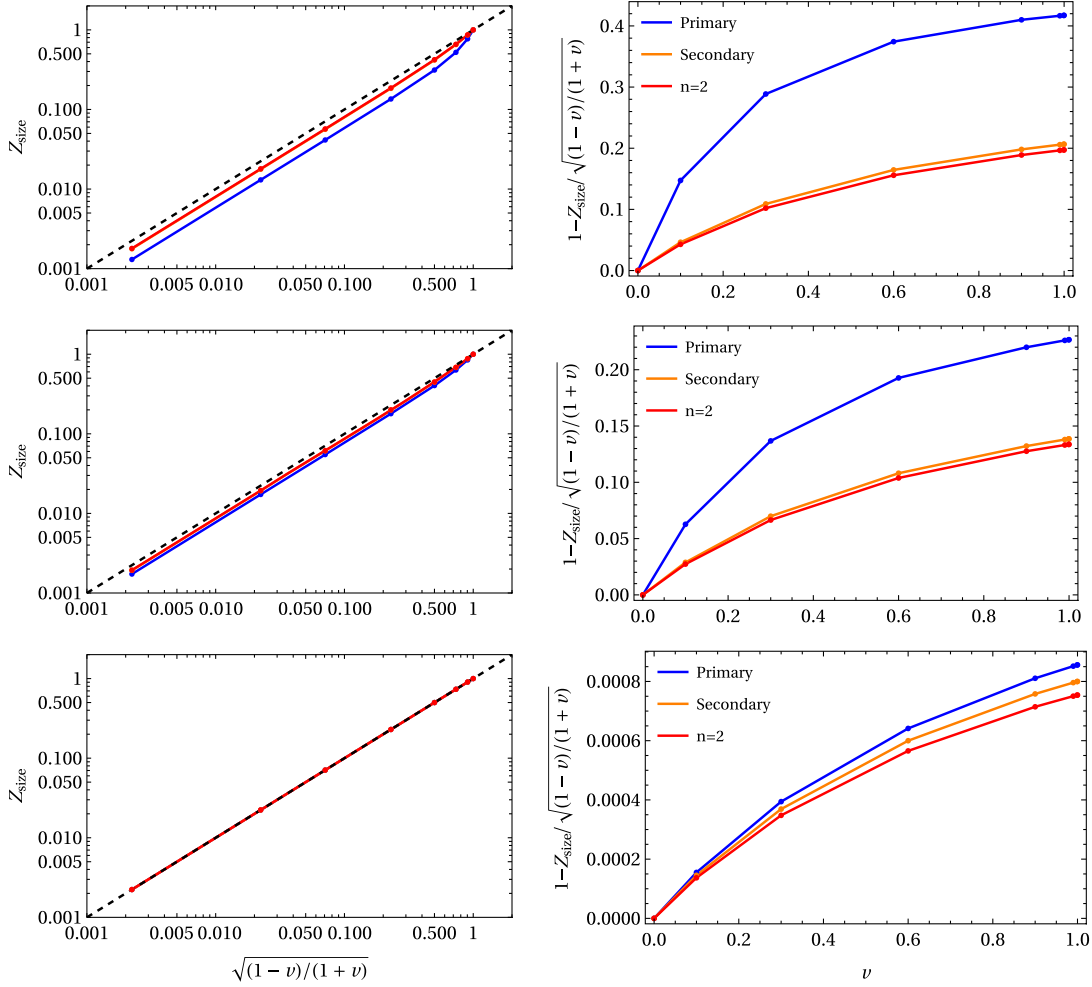 1
0.500
0.100
0.050
0.010
0.005
0.001
Z_size
0.001 0.005 0.010 0.050 0.100 0.500 1
0.4
0.3
0.2
0.1
0.0
1−Z_size/√(1 − v)/(1 + v)
Primary
Secondary
n=2
0.0 0.2 0.4 0.6 0.8 1.0
1
0.500
0.100
0.050
0.010
0.005
0.001
Z_size
0.001 0.005 0.010 0.050 0.100 0.500 1
0.20
0.15
0.10
0.05
0.00
1−Z_size/√(1 − v)/(1 + v)
Primary
Secondary
n=2
0.0 0.2 0.4 0.6 0.8 1.0
1
0.500
0.100
0.050
0.010
0.005
0.001
Z_size
0.001 0.005 0.010 0.050 0.100 0.500 1
√(1 − v)/(1 + v)
0.0008
0.0006
0.0004
0.0002
0.0000
1−Z_size/√(1 − v)/(1 + v)
Primary
Secondary
n=2
0.0 0.2 0.4 0.6 0.8 1.0
v